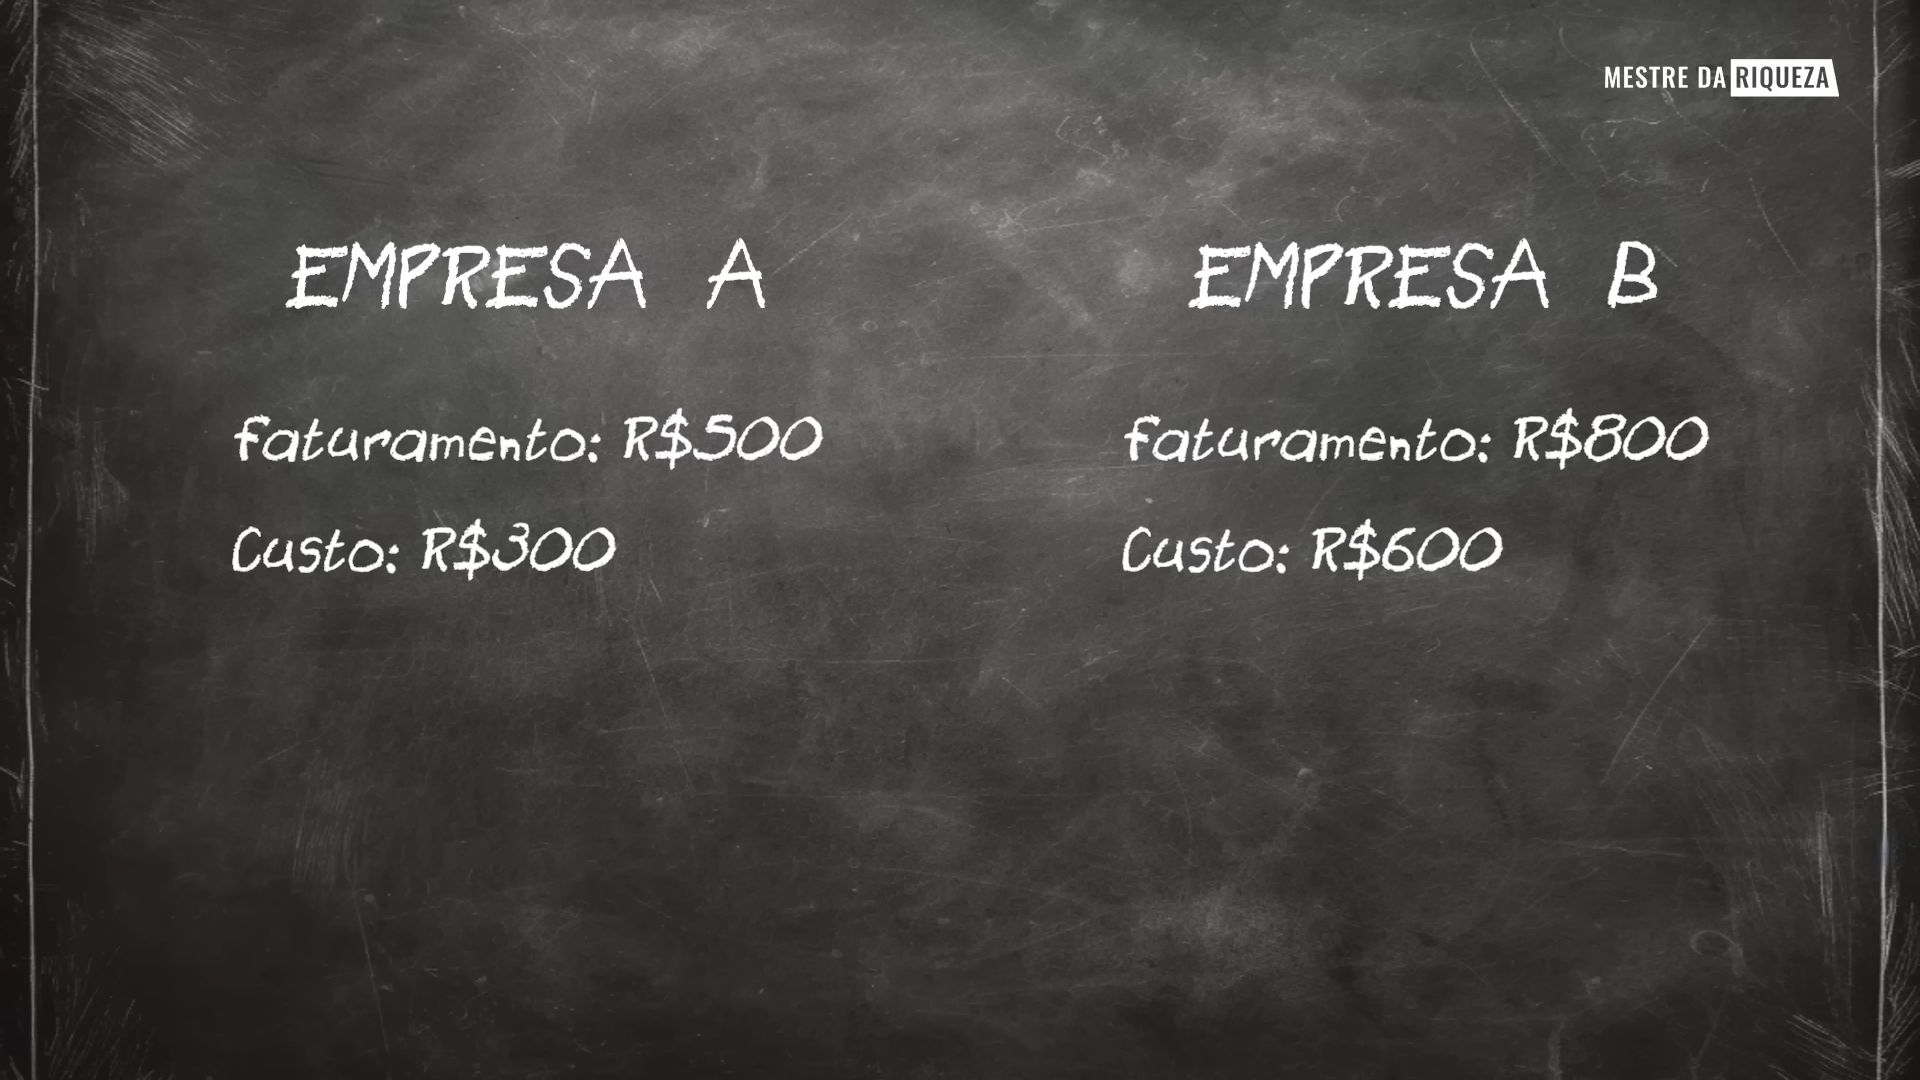 MESTRE DA RIQUEZA
EMPRESA A
faturamento: R$500
Custo: R$300
EMPRESA B
faturamento: R$800
Custo: R$600